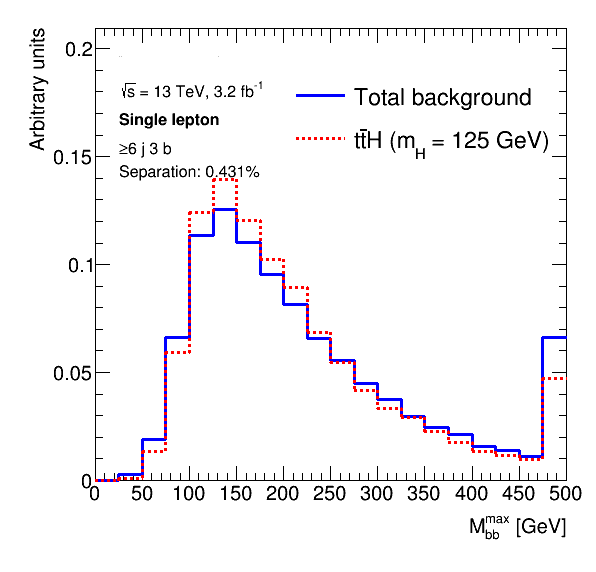 Arbitrary units
0.2
0.15
0.1
0.05
0
√s = 13 TeV, 3.2 fb⁻¹
Single lepton
≥6 j 3 b
Separation: 0.431%
Total background
tt̄H (m_H = 125 GeV)
0 50 100 150 200 250 300 350 400 450 500
M_bb^max [GeV]